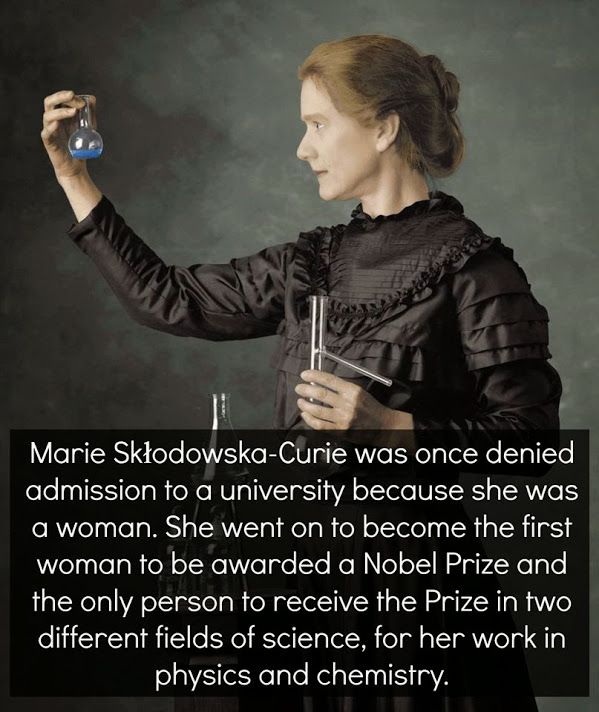 Marie Skłodowska-Curie was once denied
admission to a university because she was
a woman. She went on to become the first
woman to be awarded a Nobel Prize and
the only person to receive the Prize in two
different fields of science, for her work in
physics and chemistry.